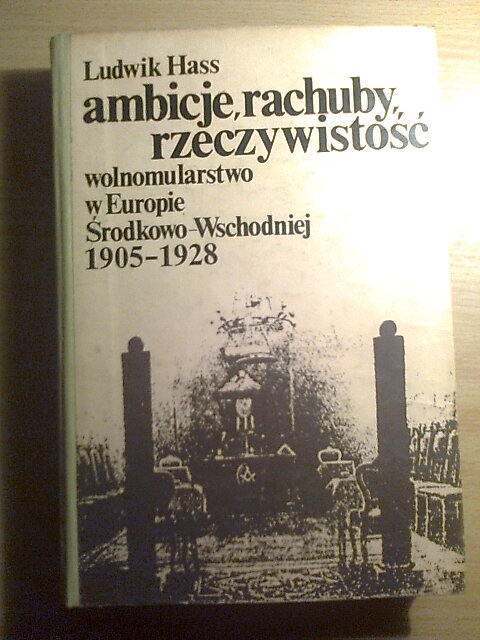 Ludwik Hass
ambicje, rachuby,
rzeczywistość
wolnomularstwo
w Europie
Środkowo-Wschodniej
1905-1928